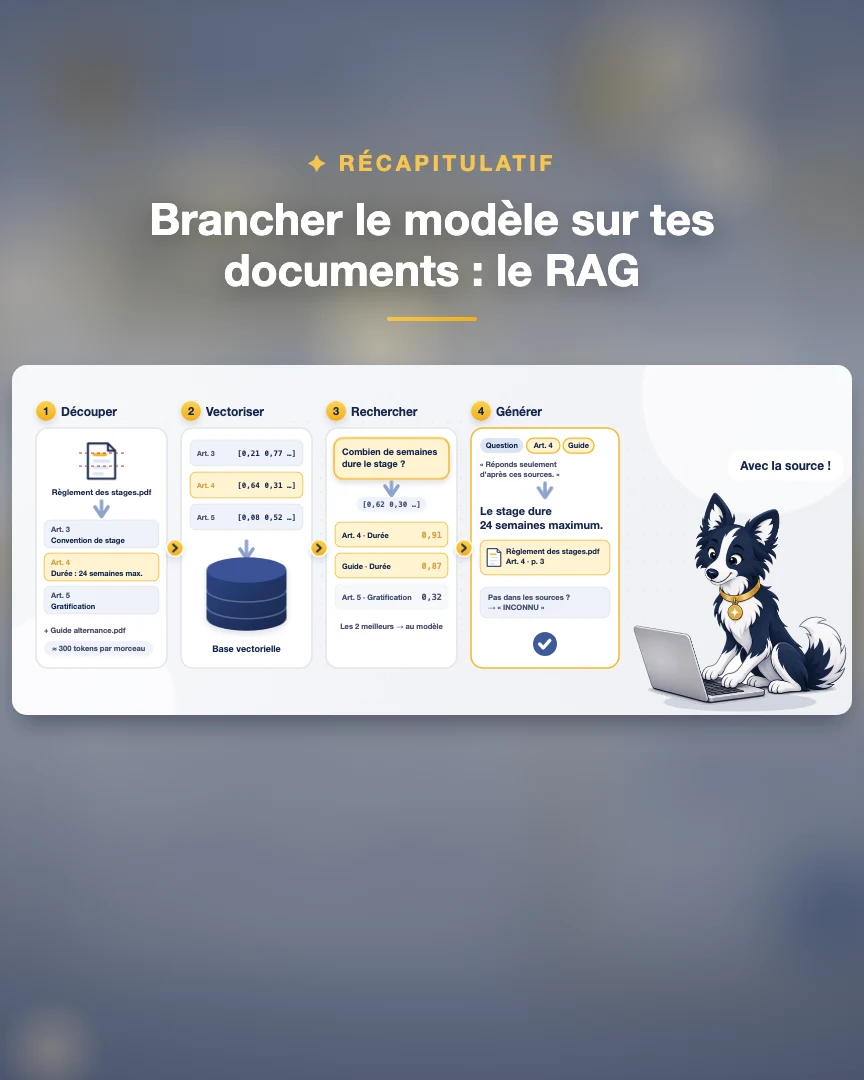 ✦ RÉCAPITULATIF
Brancher le modèle sur tes
documents : le RAG
1 Découper
Règlement des stages.pdf
Art. 3
Convention de stage
Art. 4
Durée : 24 semaines max.
Art. 5
Gratification
+ Guide alternance.pdf
≈ 300 tokens par morceau
2 Vectoriser
Art. 3 [0,21 0,77 …]
Art. 4 [0,64 0,31 …]
Art. 5 [0,08 0,52 …]
Base vectorielle
3 Rechercher
Combien de semaines
dure le stage ?
[0,62 0,30 …]
Art. 4 · Durée 0,91
Guide · Durée 0,87
Art. 5 · Gratification 0,32
Les 2 meilleurs → au modèle
4 Générer
Question Art. 4 Guide
« Réponds seulement
d'après ces sources. »
Le stage dure
24 semaines maximum.
Règlement des stages.pdf
Art. 4 · p. 3
Pas dans les sources ?
→ « INCONNU »
Avec la source !